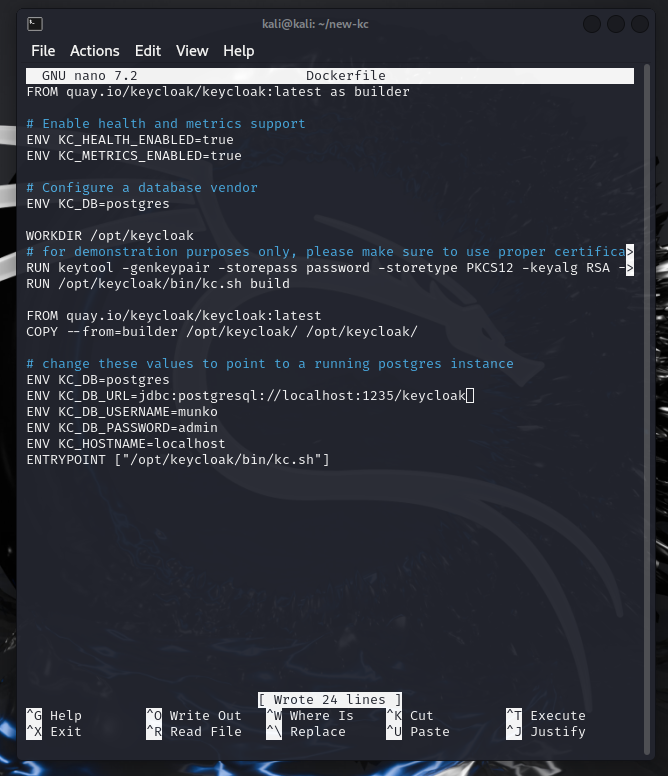 kali@kali: ~/new-kc
File Actions Edit View Help
GNU nano 7.2 Dockerfile
FROM quay.io/keycloak/keycloak:latest as builder
# Enable health and metrics support
ENV KC_HEALTH_ENABLED=true
ENV KC_METRICS_ENABLED=true
# Configure a database vendor
ENV KC_DB=postgres
WORKDIR /opt/keycloak
# for demonstration purposes only, please make sure to use proper certifica>
RUN keytool -genkeypair -storepass password -storetype PKCS12 -keyalg RSA ->
RUN /opt/keycloak/bin/kc.sh build
FROM quay.io/keycloak/keycloak:latest
COPY --from=builder /opt/keycloak/ /opt/keycloak/
# change these values to point to a running postgres instance
ENV KC_DB=postgres
ENV KC_DB_URL=jdbc:postgresql://localhost:1235/keycloak
ENV KC_DB_USERNAME=munko
ENV KC_DB_PASSWORD=admin
ENV KC_HOSTNAME=localhost
ENTRYPOINT ["/opt/keycloak/bin/kc.sh"]
[ Wrote 24 lines ]
^G Help ^O Write Out ^W Where Is ^K Cut ^T Execute
^X Exit ^R Read File ^\ Replace ^U Paste ^J Justify